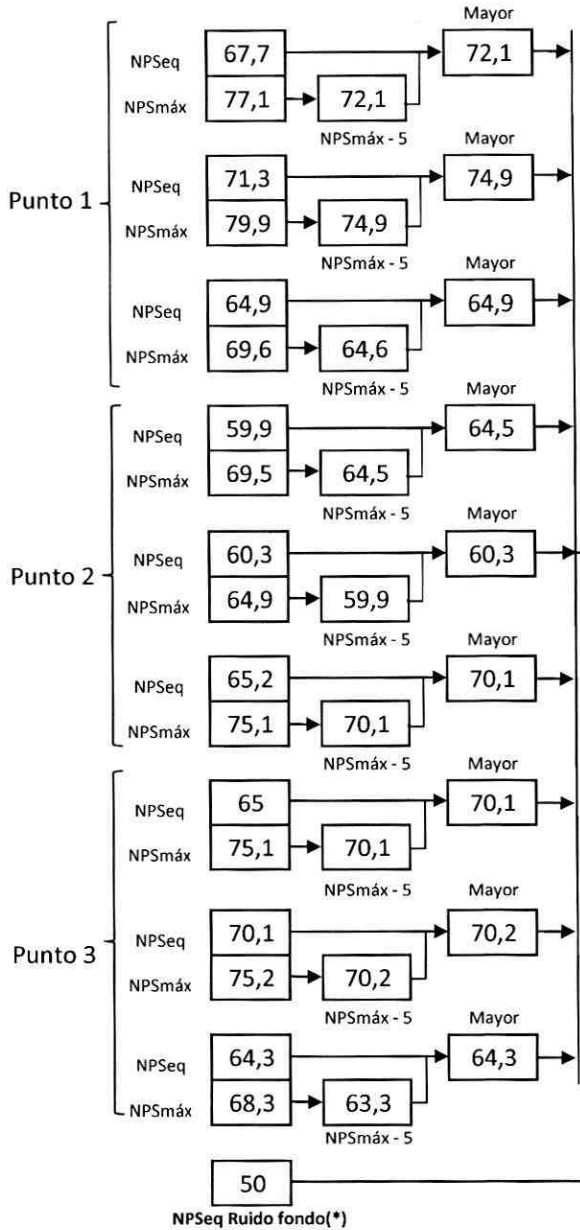 Mayor
NPSeq 67,7 72,1
NPSmáx 77,1 72,1
NPSmáx - 5
Mayor
NPSeq 71,3 74,9
Punto 1
NPSmáx 79,9 74,9
NPSmáx - 5
Mayor
NPSeq 64,9 64,9
NPSmáx 69,6 64,6
NPSmáx - 5
Mayor
NPSeq 59,9 64,5
NPSmáx 69,5 64,5
NPSmáx - 5
Mayor
NPSeq 60,3 60,3
Punto 2
NPSmáx 64,9 59,9
NPSmáx - 5
Mayor
NPSeq 65,2 70,1
NPSmáx 75,1 70,1
NPSmáx - 5
Mayor
NPSeq 65 70,1
NPSmáx 75,1 70,1
NPSmáx - 5
Mayor
NPSeq 70,1 70,2
Punto 3
NPSmáx 75,2 70,2
NPSmáx - 5
Mayor
NPSeq 64,3 64,3
NPSmáx 68,3 63,3
NPSmáx - 5
50
NPSeq Ruido fondo(*)